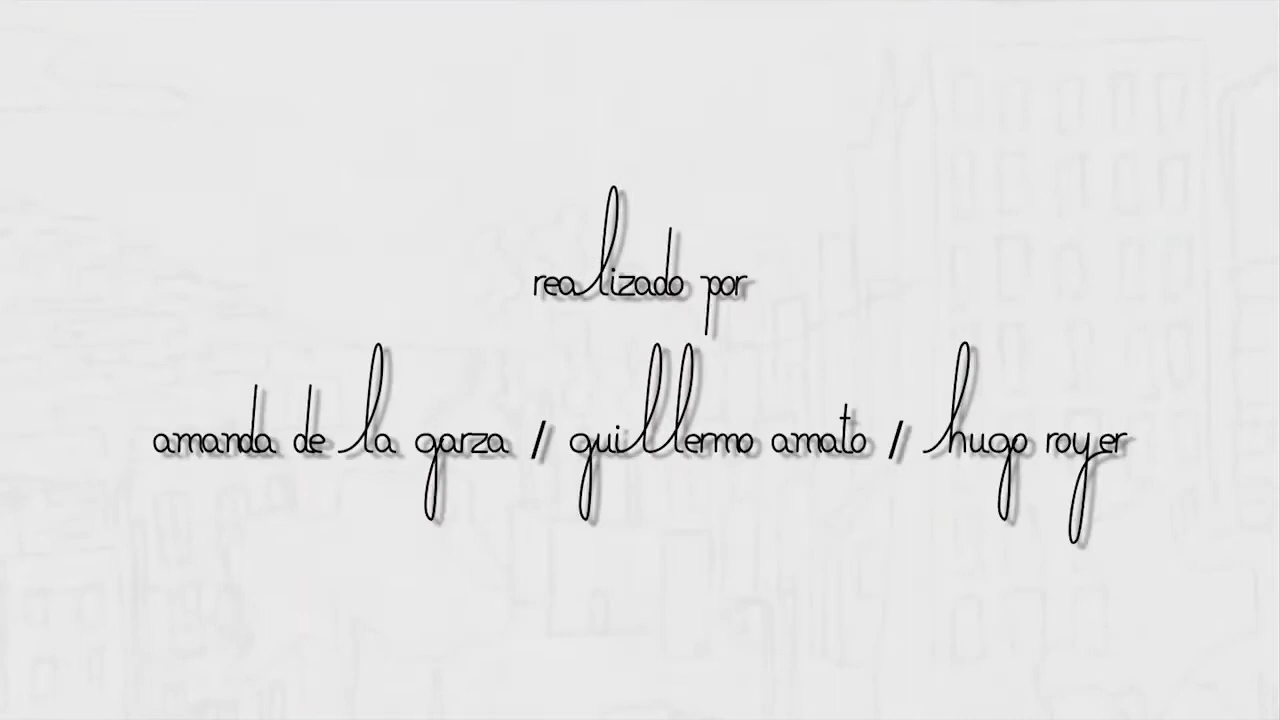 realizado por
amanda de la garza // guillermo amato // hugo royer